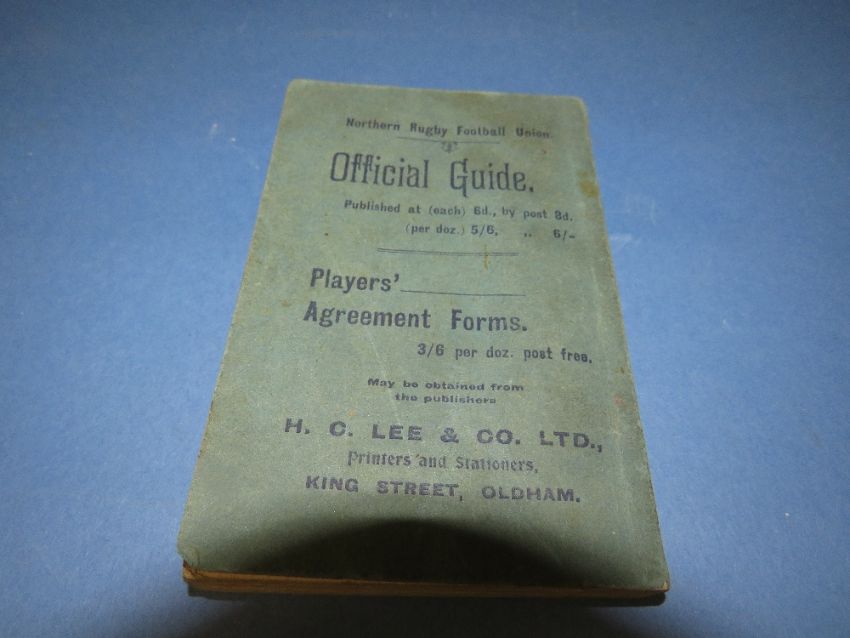 Northern Rugby Football Union.
Official Guide.
Published at (each) 6d., by post 8d.
(per doz.) 5/6, ,, 6/-
Players'
Agreement Forms.
3/6 per doz. post free.
May be obtained from
the publishers
H. C. LEE & CO. LTD.,
Printers and Stationers,
KING STREET, OLDHAM.